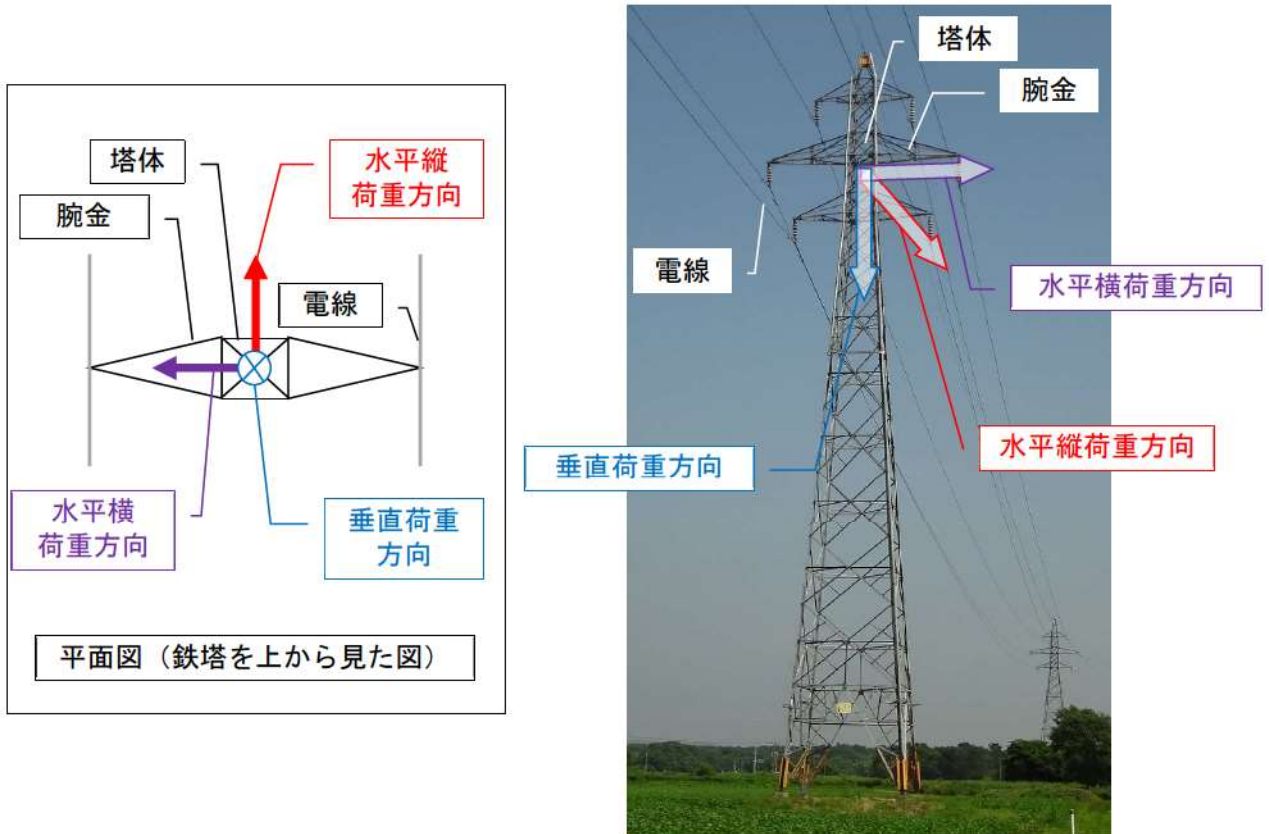 塔体
水平縦
荷重方向
腕金
電線
水平横
荷重方向
垂直荷重
方向
平面図（鉄塔を上から見た図）
塔体
腕金
電線
水平横荷重方向
垂直荷重方向
水平縦荷重方向